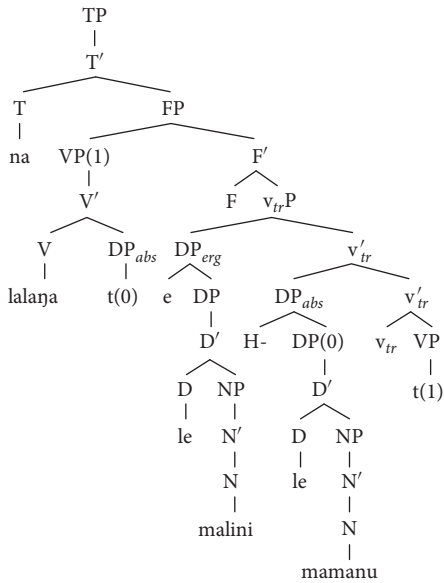 TP
T′
T FP
na VP(1) F′
V′ F v_tr P
V DP_abs DP_erg v′_tr
lalaŋa t(0) e DP DP_abs v′_tr
D′ H- DP(0) v_tr VP
D NP D′ t(1)
le N′ D NP
N le N′
malini N
mamanu